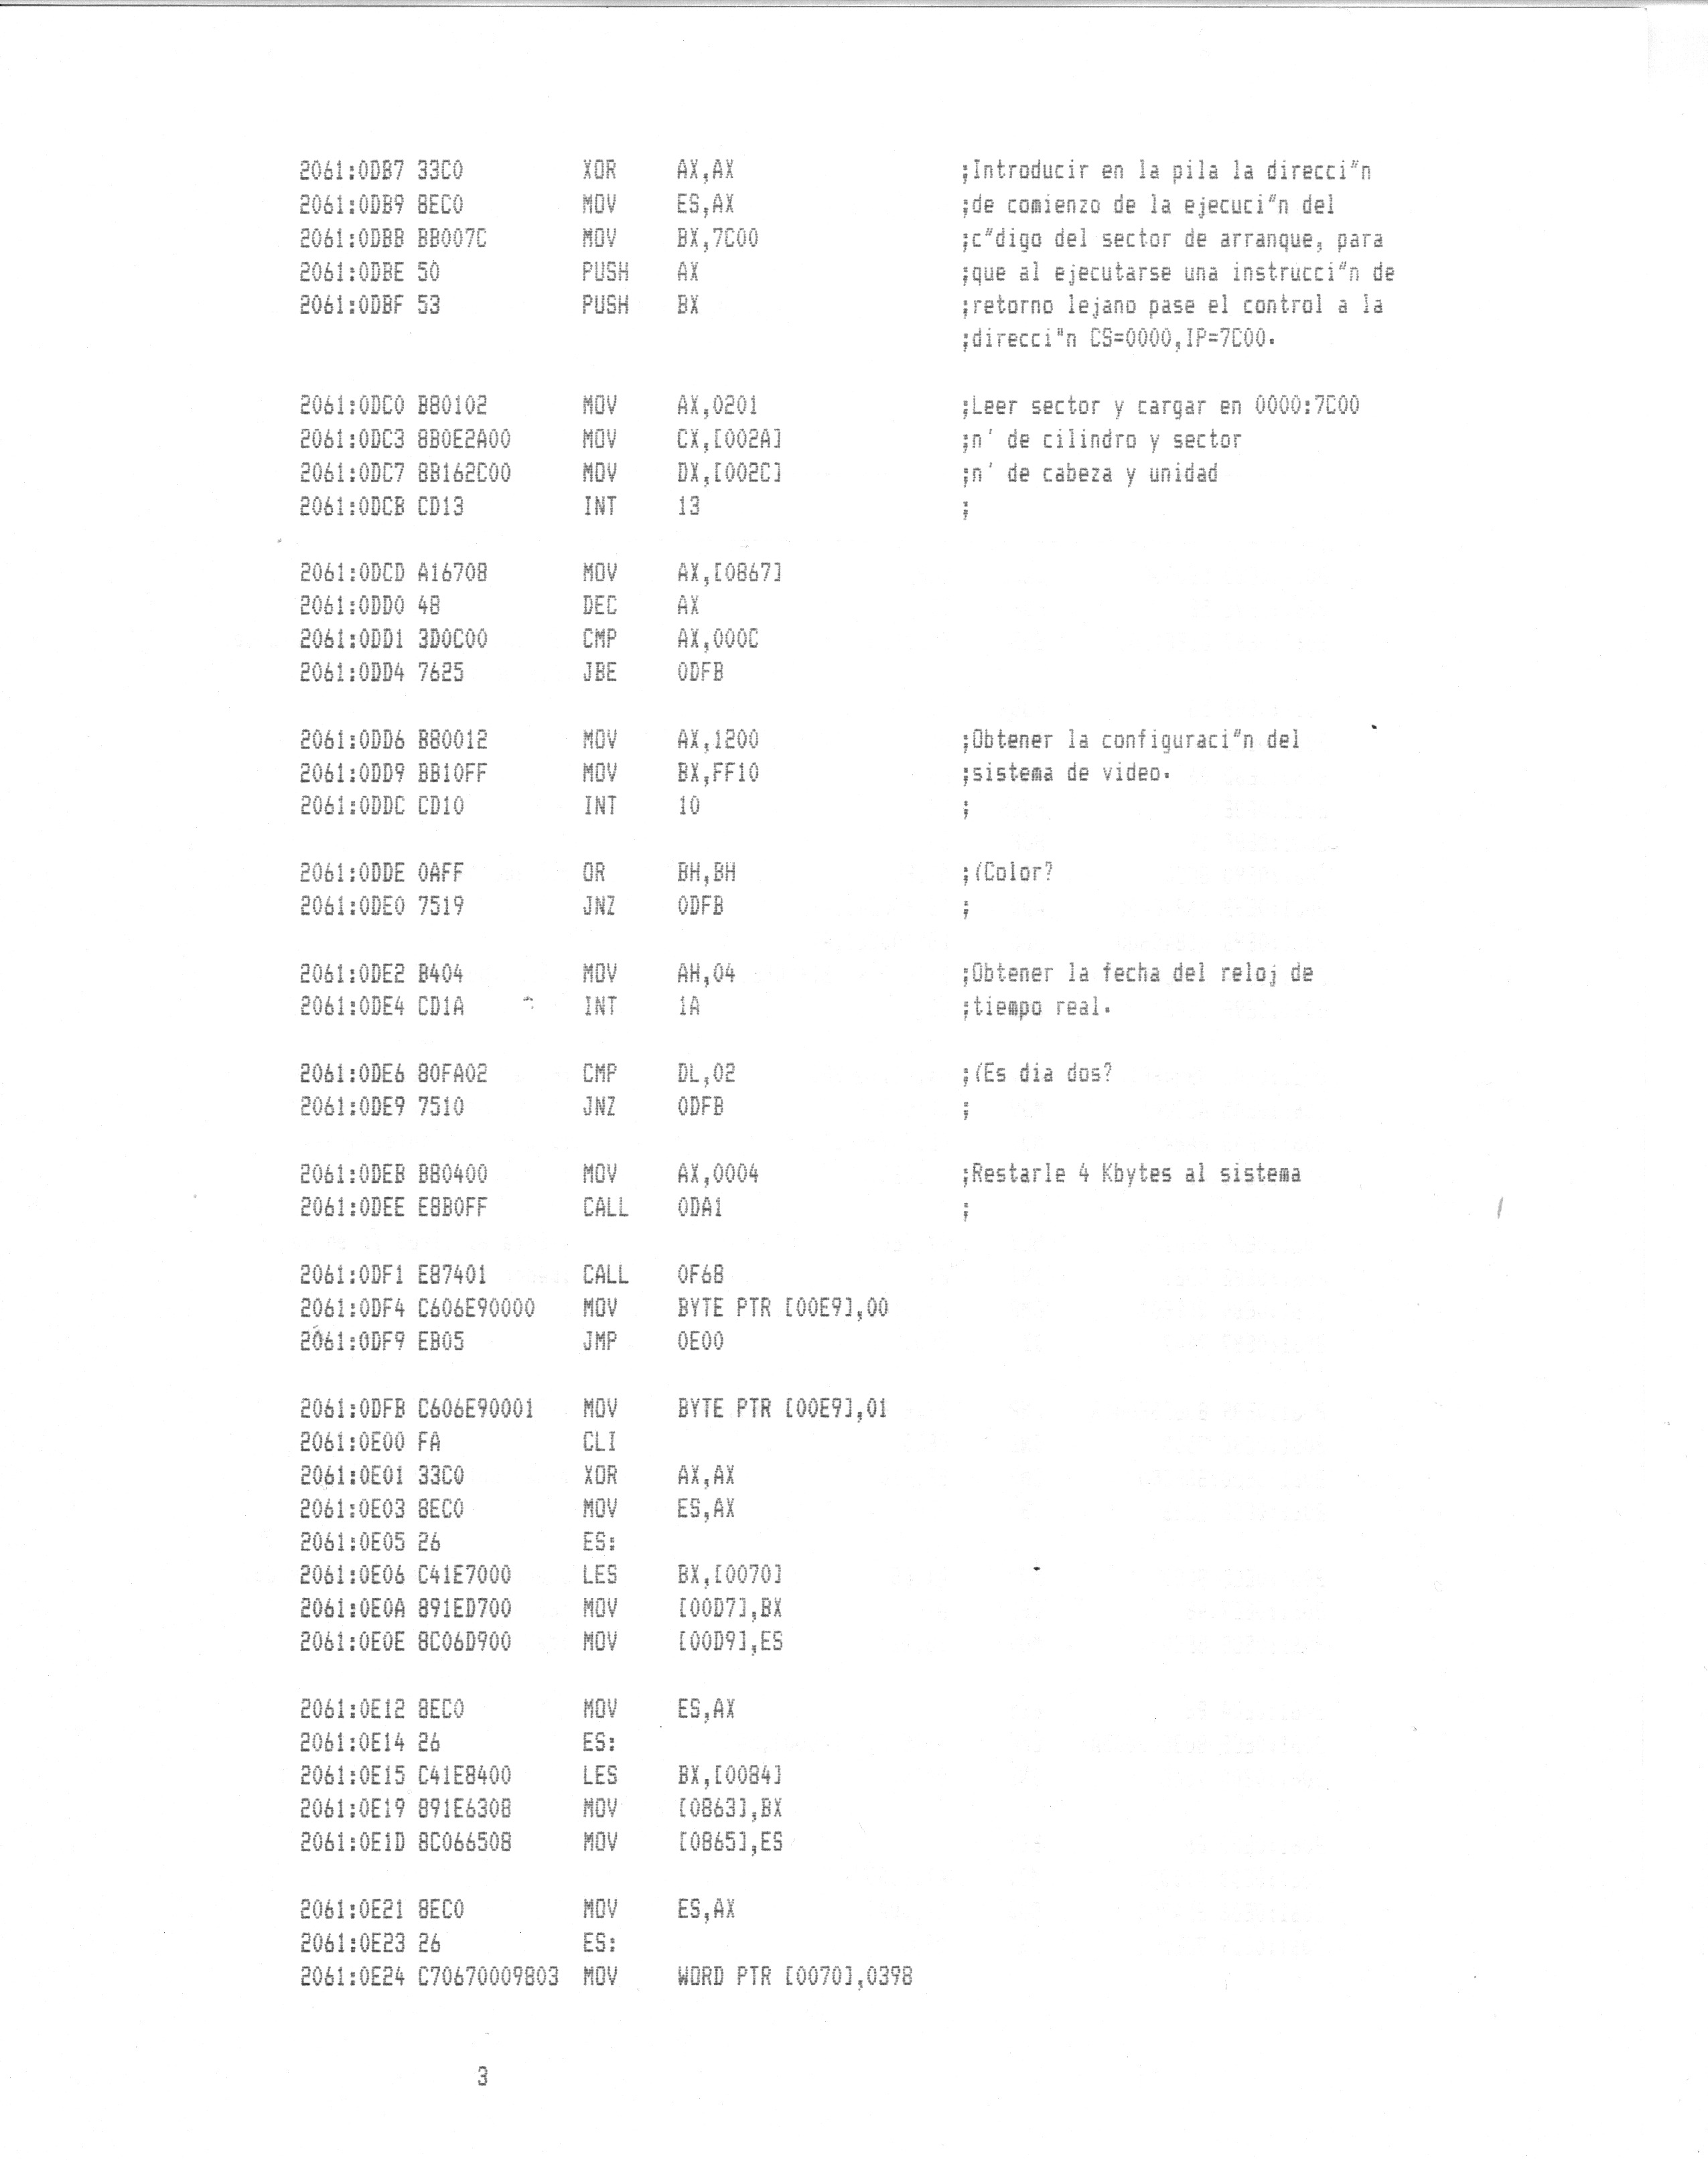 2061:0DB7 33C0 XOR AX,AX ;Introducir en la pila la direcci"n
2061:0DB9 8EC0 MOV ES,AX ;de comienzo de la ejecuci"n del
2061:0DBB BB007C MOV BX,7C00 ;c"digo del sector de arranque, para
2061:0DBE 50 PUSH AX ;que al ejecutarse una instrucci"n de
2061:0DBF 53 PUSH BX ;retorno lejano pase el control a la
;direcci"n CS=0000,IP=7C00.
2061:0DC0 B80102 MOV AX,0201 ;Leer sector y cargar en 0000:7C00
2061:0DC3 8B0E2A00 MOV CX,[002A] ;n' de cilindro y sector
2061:0DC7 8B162C00 MOV DX,[002C] ;n' de cabeza y unidad
2061:0DCB CD13 INT 13 ;
2061:0DCD A16708 MOV AX,[0867]
2061:0DD0 48 DEC AX
2061:0DD1 3D0C00 CMP AX,000C
2061:0DD4 7625 JBE 0DFB
2061:0DD6 B80012 MOV AX,1200 ;Obtener la configuraci"n del
2061:0DD9 BB10FF MOV BX,FF10 ;sistema de video.
2061:0DDC CD10 INT 10 ;
2061:0DDE 0AFF OR BH,BH ;(Color?
2061:0DE0 7519 JNZ 0DFB ;
2061:0DE2 B404 MOV AH,04 ;Obtener la fecha del reloj de
2061:0DE4 CD1A INT 1A ;tiempo real.
2061:0DE6 80FA02 CMP DL,02 ;(Es dia dos?
2061:0DE9 7510 JNZ 0DFB ;
2061:0DEB B80400 MOV AX,0004 ;Restarle 4 Kbytes al sistema
2061:0DEE E8B0FF CALL 0DA1 ;
2061:0DF1 E87401 CALL 0F68
2061:0DF4 C606E90000 MOV BYTE PTR [00E9],00
2061:0DF9 EB05 JMP 0E00
2061:0DFB C606E90001 MOV BYTE PTR [00E9],01
2061:0E00 FA CLI
2061:0E01 33C0 XOR AX,AX
2061:0E03 8EC0 MOV ES,AX
2061:0E05 26 ES:
2061:0E06 C41E7000 LES BX,[0070]
2061:0E0A 891ED700 MOV [00D7],BX
2061:0E0E 8C06D900 MOV [00D9],ES
2061:0E12 8EC0 MOV ES,AX
2061:0E14 26 ES:
2061:0E15 C41E8400 LES BX,[0084]
2061:0E19 891E6308 MOV [0863],BX
2061:0E1D 8C066508 MOV [0865],ES
2061:0E21 8EC0 MOV ES,AX
2061:0E23 26 ES:
2061:0E24 C70670009803 MOV WORD PTR [0070],0398
3